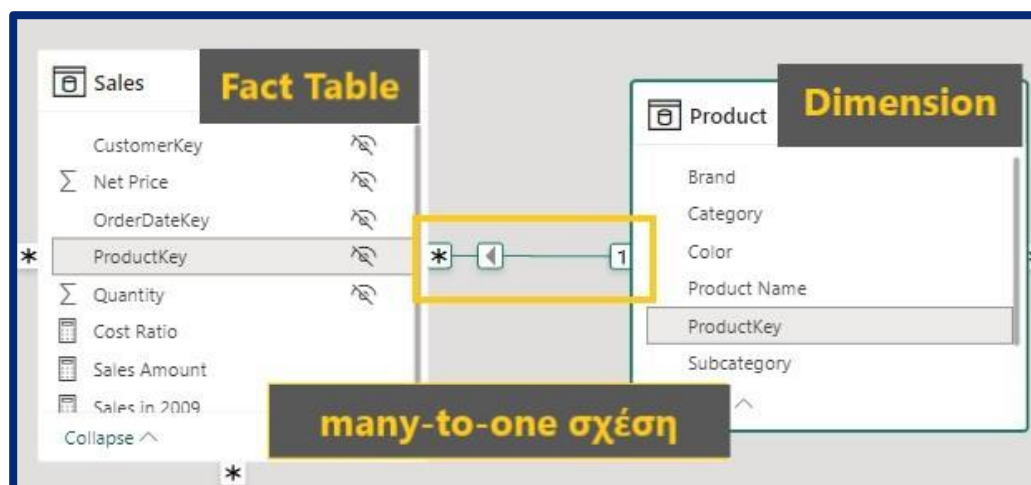 Sales
Fact Table
CustomerKey
Σ Net Price
OrderDateKey
* ProductKey * 1
Σ Quantity
Cost Ratio
Sales Amount
Sales in 2009
Collapse
*
Product
Dimension
Brand
Category
Color
Product Name
ProductKey
Subcategory
many-to-one σχέση